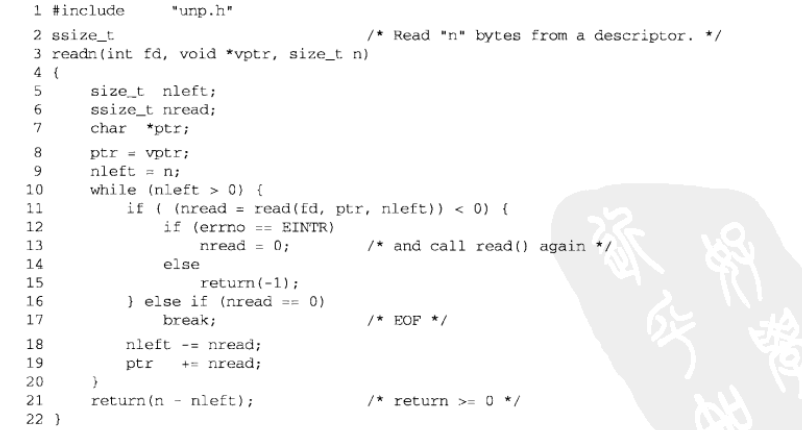 1 #include     "unp.h"
2 ssize_t                         /* Read "n" bytes from a descriptor. */
3 readn(int fd, void *vptr, size_t n)
4 {
5     size_t  nleft;
6     ssize_t nread;
7     char   *ptr;
8     ptr = vptr;
9     nleft = n;
10     while (nleft > 0) {
11         if ( (nread = read(fd, ptr, nleft)) < 0) {
12             if (errno == EINTR)
13                 nread = 0;      /* and call read() again */
14             else
15                 return(-1);
16         } else if (nread == 0)
17             break;              /* EOF */
18         nleft -= nread;
19         ptr   += nread;
20     }
21     return(n - nleft);          /* return >= 0 */
22 }